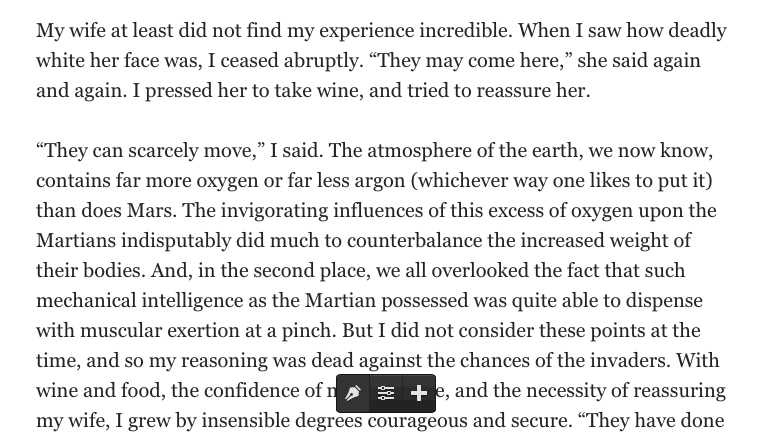 My wife at least did not find my experience incredible. When I saw how deadly
white her face was, I ceased abruptly. “They may come here,” she said again
and again. I pressed her to take wine, and tried to reassure her.
“They can scarcely move,” I said. The atmosphere of the earth, we now know,
contains far more oxygen or far less argon (whichever way one likes to put it)
than does Mars. The invigorating influences of this excess of oxygen upon the
Martians indisputably did much to counterbalance the increased weight of
their bodies. And, in the second place, we all overlooked the fact that such
mechanical intelligence as the Martian possessed was quite able to dispense
with muscular exertion at a pinch. But I did not consider these points at the
time, and so my reasoning was dead against the chances of the invaders. With
wine and food, the confidence of and the necessity of reassuring
my wife, I grew by insensible degrees courageous and secure. “They have done